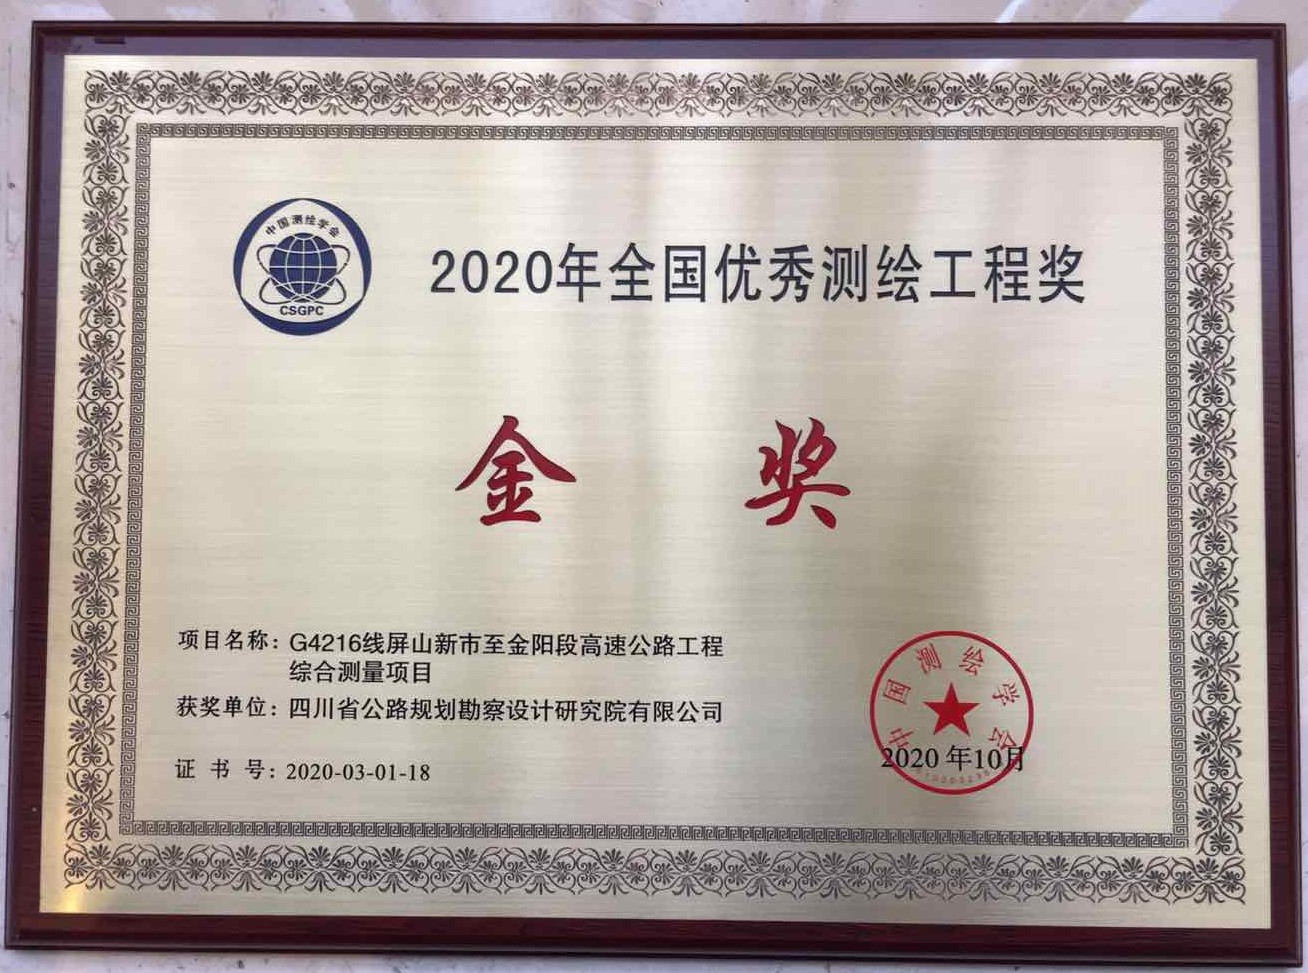 中国测绘学会
CSGPC
2020年全国优秀测绘工程奖
金 奖
项目名称：G4216线屏山新市至金阳段高速公路工程
综合测量项目
获奖单位：四川省公路规划勘察设计研究院有限公司
证 书 号：2020-03-01-18
中国测绘学会
2020 年10月